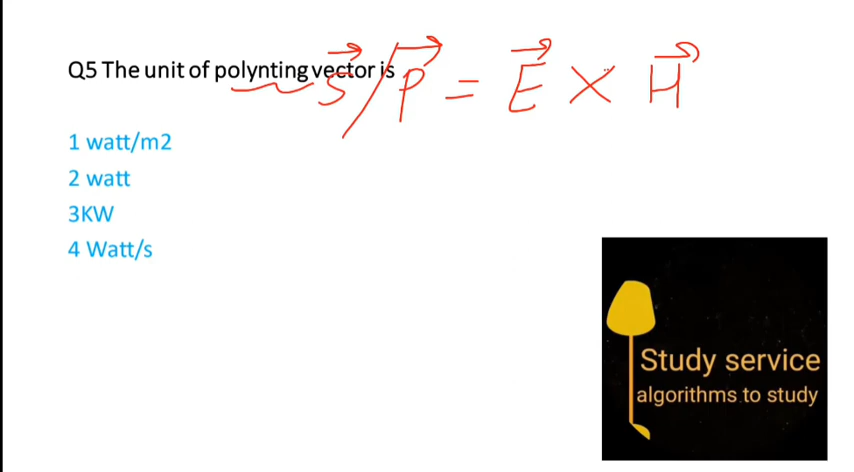 Q5 The unit of polynting vector is
S / P = E × H
1 watt/m2
2 watt
3KW
4 Watt/s
Study service
algorithms to study